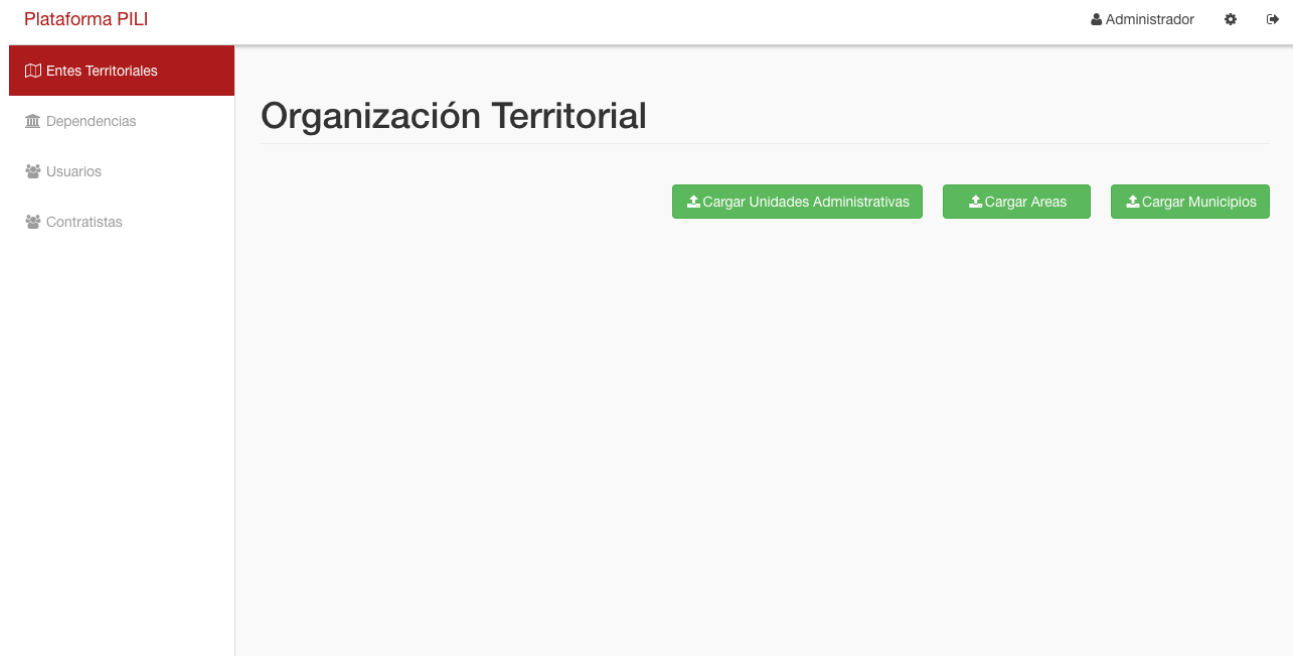 Plataforma PILI
Administrador
Entes Territoriales
Dependencias
Usuarios
Contratistas
Organización Territorial
Cargar Unidades Administrativas
Cargar Areas
Cargar Municipios